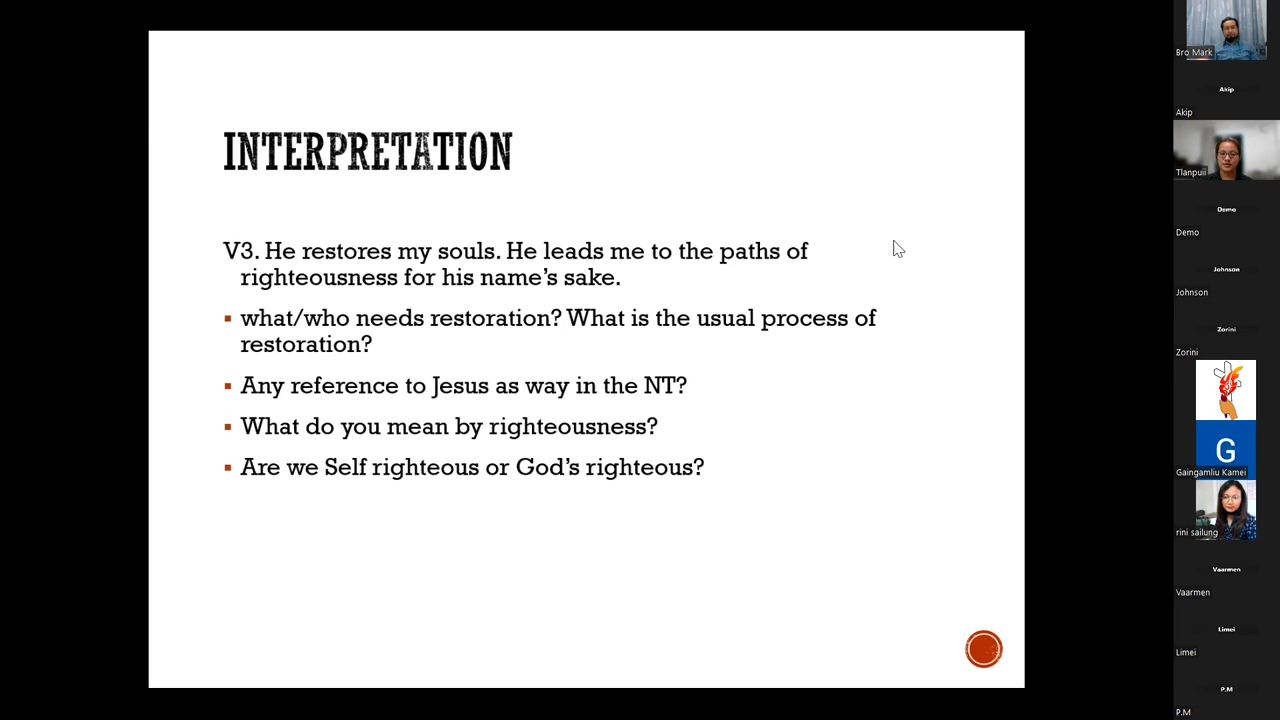 INTERPRETATION
V3. He restores my souls. He leads me to the paths of
righteousness for his name's sake.
▪ what/who needs restoration? What is the usual process of
restoration?
▪ Any reference to Jesus as way in the NT?
▪ What do you mean by righteousness?
▪ Are we Self righteous or God's righteous?
Bro Mark
Akip
Akip
Tlanpuii
Demo
Demo
Johnson
Johnson
Zorini
Zorini
G
Gaingamliu Kamei
rini sailung
Vaarmen
Vaarmen
Limei
Limei
P.M
P.M